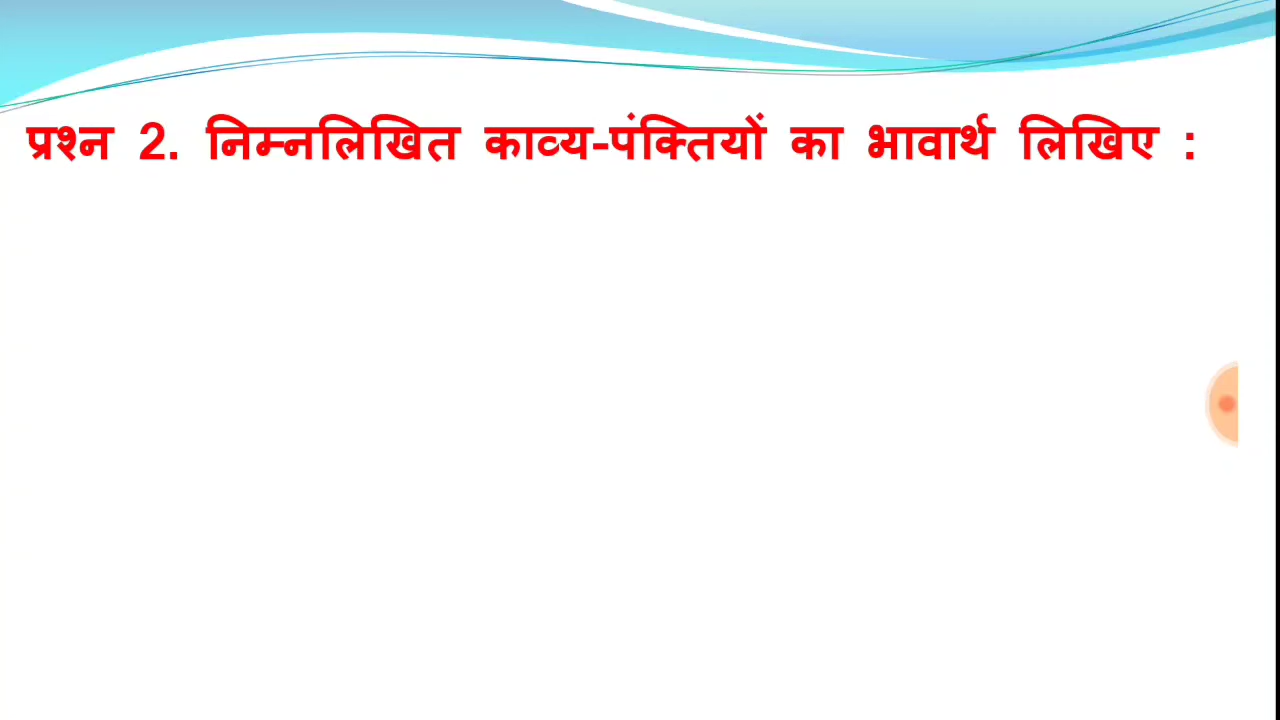 प्रश्न 2. निम्नलिखित काव्य-पंक्तियों का भावार्थ लिखिए :